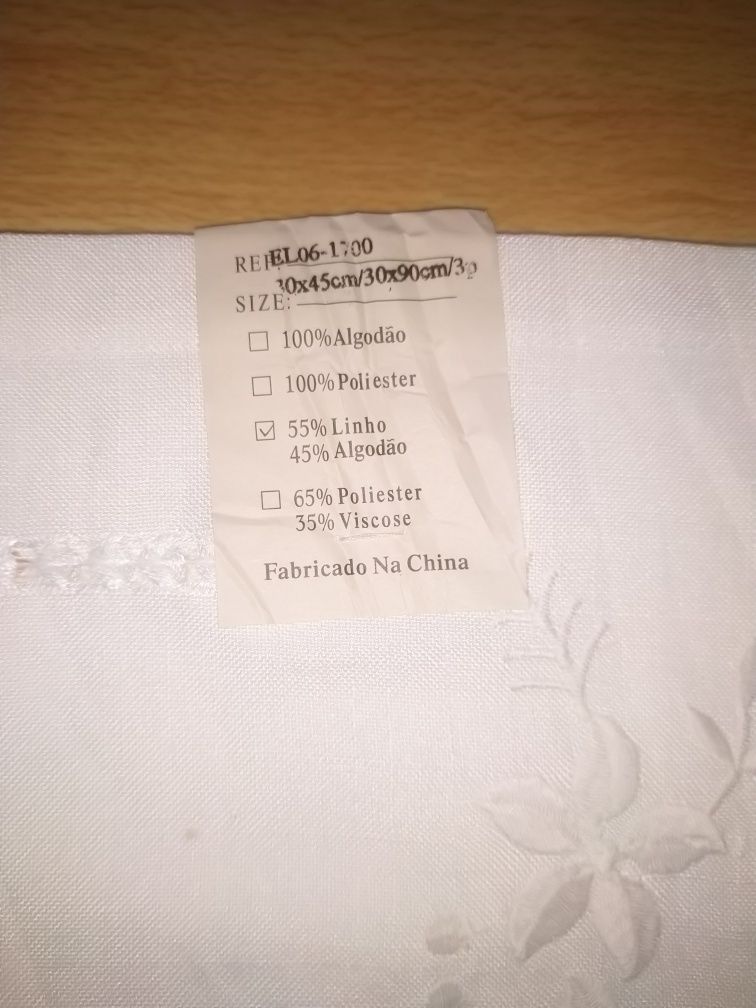 REF: EL06-1700
30x45cm/30x90cm/3p
SIZE:
100% Algodão
100% Poliester
55% Linho
45% Algodão
65% Poliester
35% Viscose
Fabricado Na China